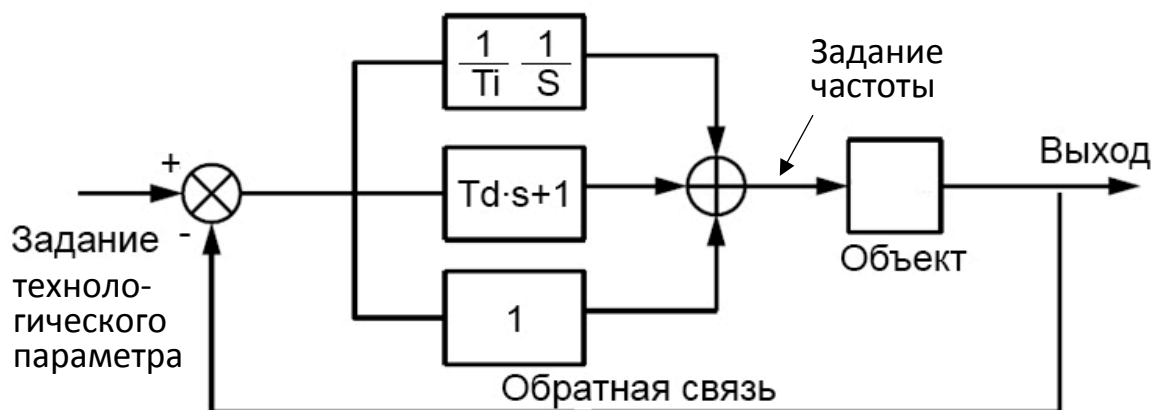 1 1
Ti S
Задание
частоты
+
Выход
Td·s+1
-
Задание
техноло-
гического
параметра
Объект
1
Обратная связь